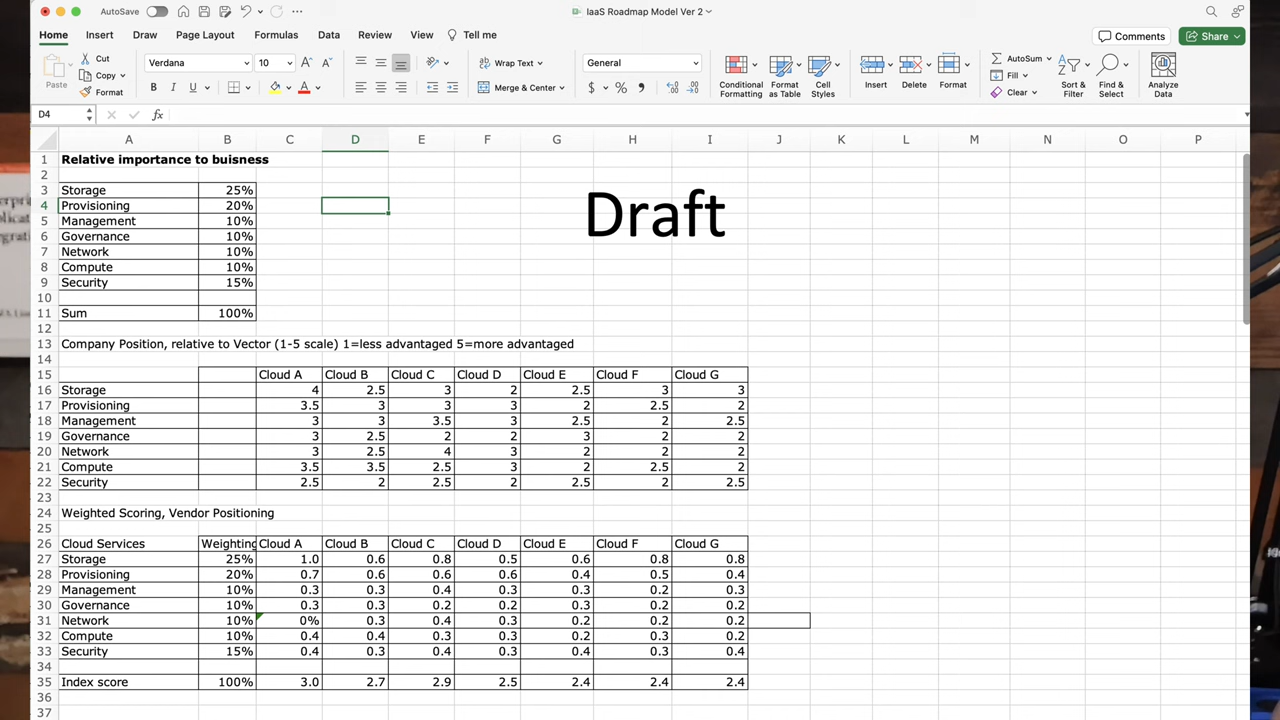 AutoSave
IaaS Roadmap Model Ver 2
Home Insert Draw Page Layout Formulas Data Review View Tell me Comments Share
Paste Cut Copy Format
Verdana 10 B I U A A A
Wrap Text Merge & Center
General $ % 9
Conditional Formatting Format as Table Cell Styles
Insert Delete Format
AutoSum Fill Clear Sort & Filter Find & Select Analyze Data
D4 fx
A B C D E F G H I J K L M N O P
1 Relative importance to buisness
2
3 Storage 25%
Draft
4 Provisioning 20%
5 Management 10%
6 Governance 10%
7 Network 10%
8 Compute 10%
9 Security 15%
10
11 Sum 100%
12
13 Company Position, relative to Vector (1-5 scale) 1=less advantaged 5=more advantaged
14
15 Cloud A Cloud B Cloud C Cloud D Cloud E Cloud F Cloud G
16 Storage 4 2.5 3 2 2.5 3 3
17 Provisioning 3.5 3 3 3 2 2.5 2
18 Management 3 3 3.5 3 2.5 2 2.5
19 Governance 3 2.5 2 2 3 2 2
20 Network 3 2.5 4 3 2 2 2
21 Compute 3.5 3.5 2.5 3 2 2.5 2
22 Security 2.5 2 2.5 2 2.5 2 2.5
23
24 Weighted Scoring, Vendor Positioning
25
26 Cloud Services Weighting Cloud A Cloud B Cloud C Cloud D Cloud E Cloud F Cloud G
27 Storage 25% 1.0 0.6 0.8 0.5 0.6 0.8 0.8
28 Provisioning 20% 0.7 0.6 0.6 0.6 0.4 0.5 0.4
29 Management 10% 0.3 0.3 0.4 0.3 0.3 0.2 0.3
30 Governance 10% 0.3 0.3 0.2 0.2 0.3 0.2 0.2
31 Network 10% 0% 0.3 0.4 0.3 0.2 0.2 0.2
32 Compute 10% 0.4 0.4 0.3 0.3 0.2 0.3 0.2
33 Security 15% 0.4 0.3 0.4 0.3 0.4 0.3 0.4
34
35 Index score 100% 3.0 2.7 2.9 2.5 2.4 2.4 2.4
36
37